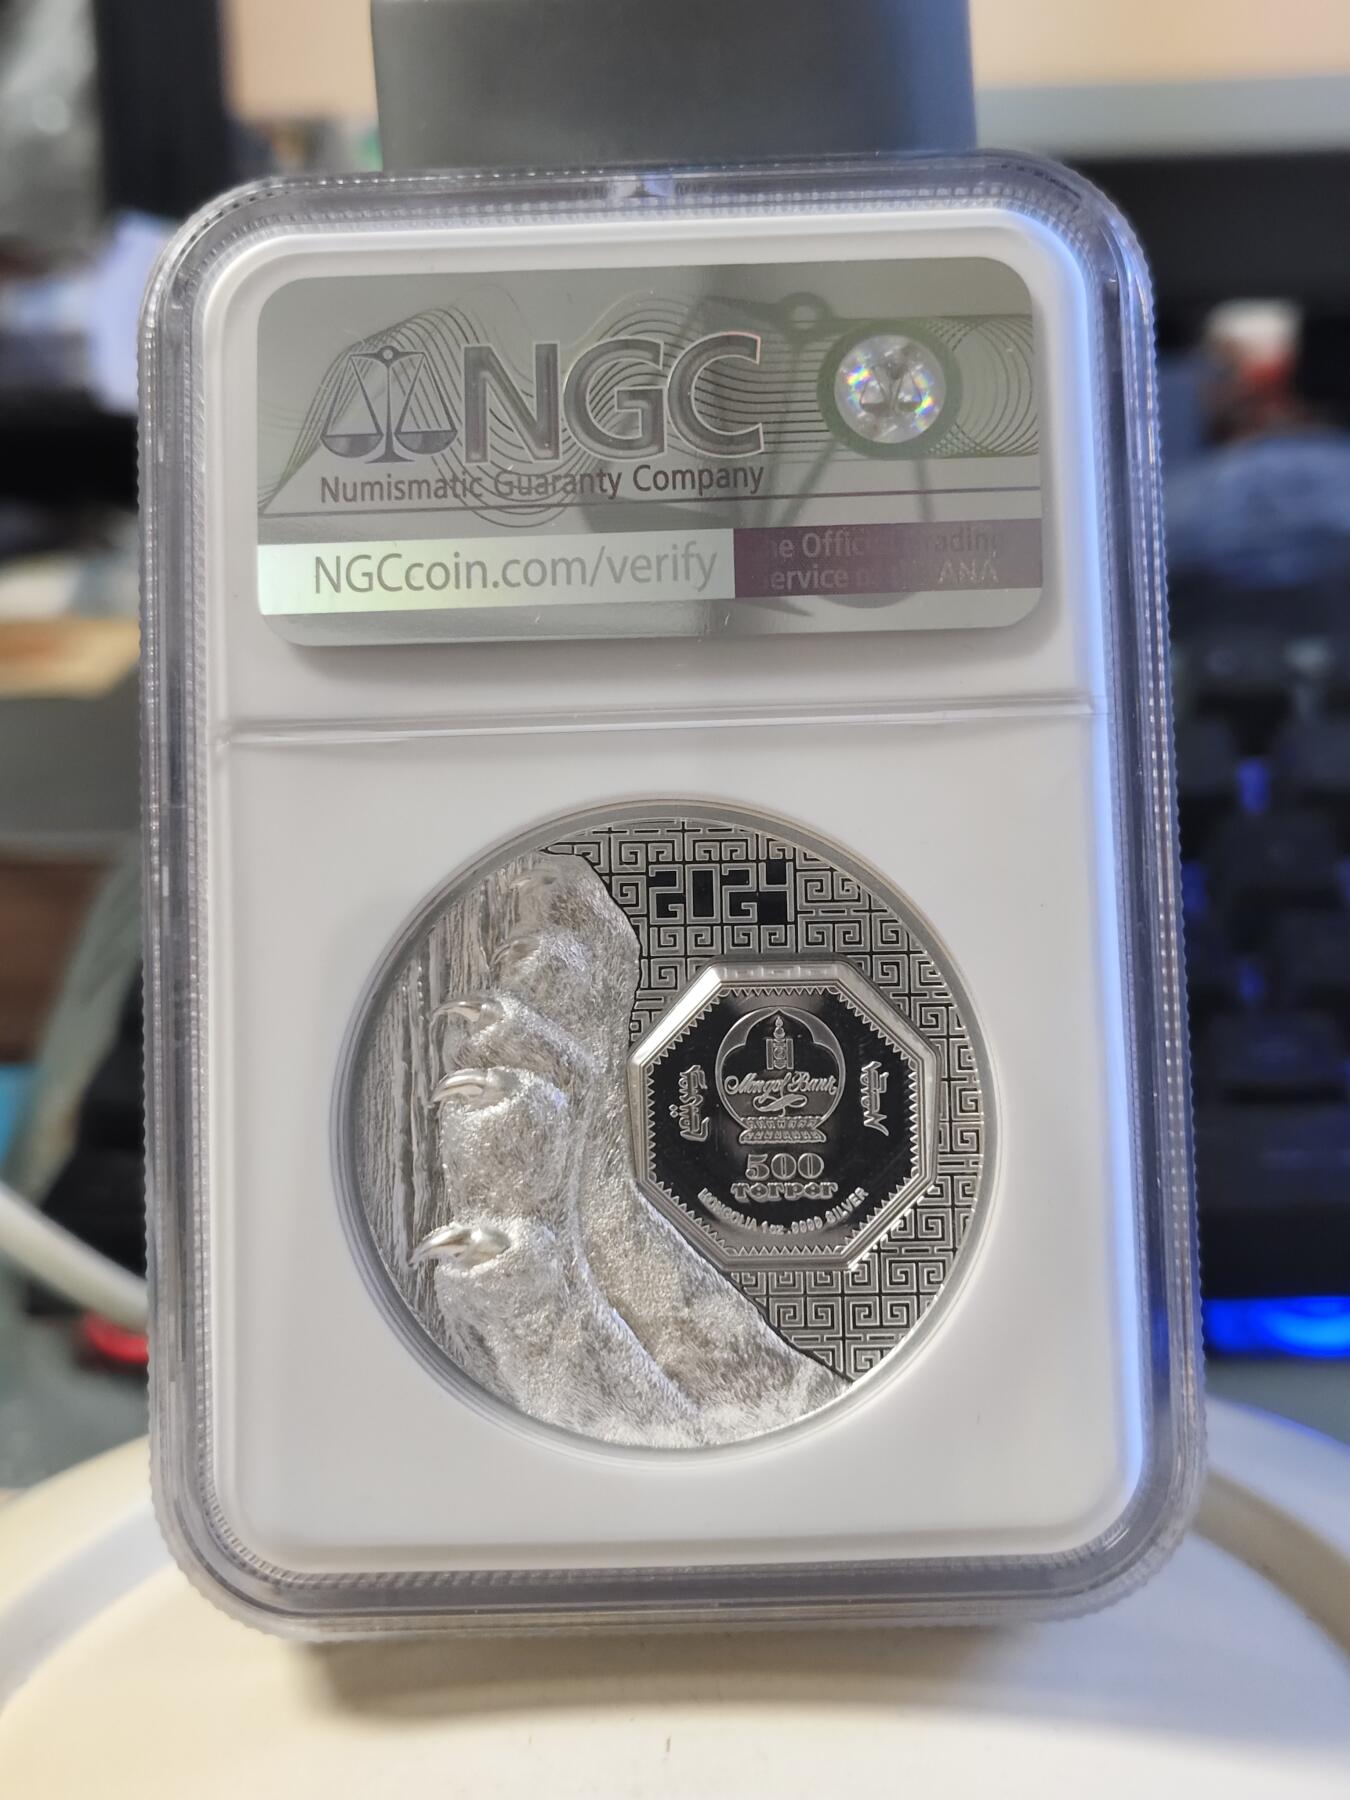 NGC
Numismatic Guaranty Company
NGCcoin.com/verify
2024
Mongol Bank
500
ТӨГРӨГ
MONGOLIA 1 oz .9999 SILVER